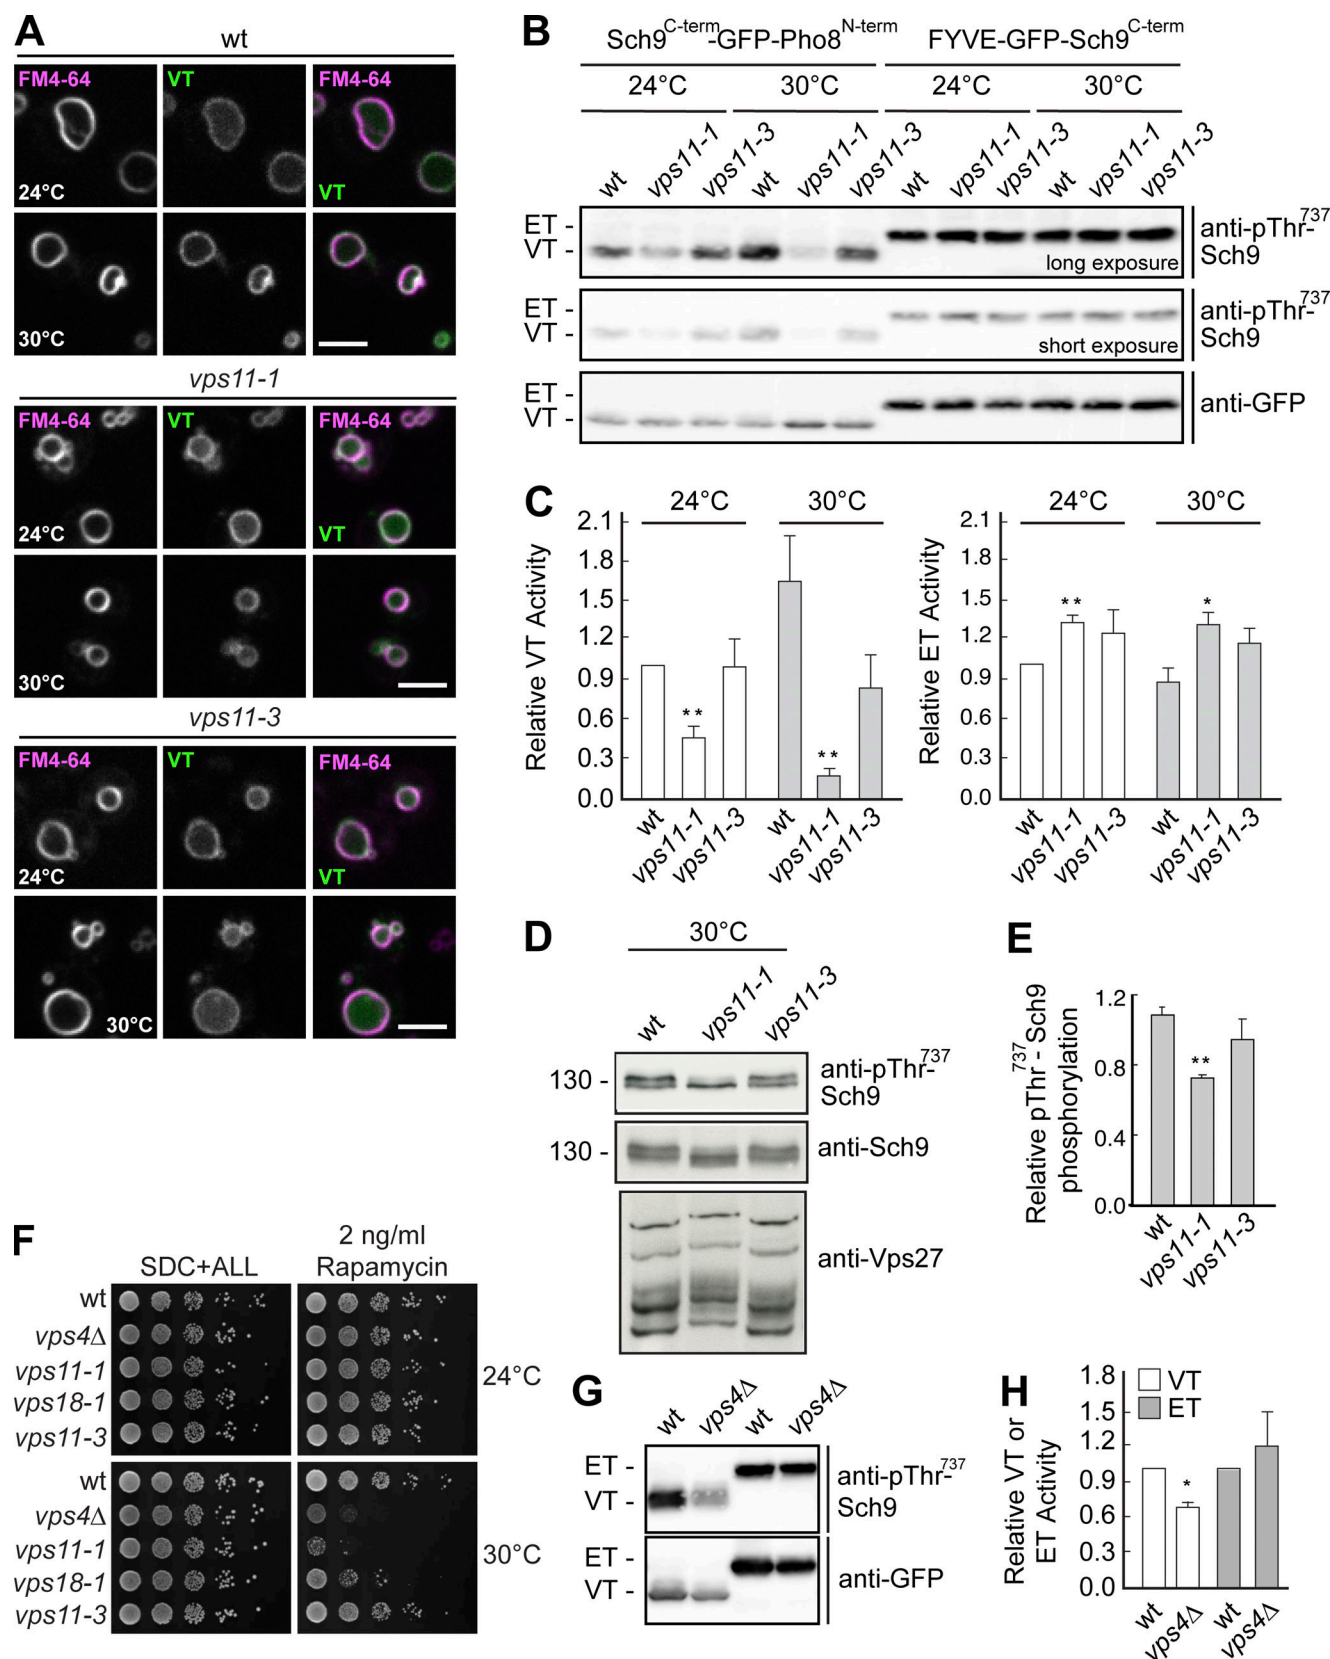 A
wt
FM4-64 VT FM4-64
24°C VT
30°C
vps11-1
FM4-64 VT FM4-64
24°C VT
30°C
vps11-3
FM4-64 VT FM4-64
24°C VT
30°C
B
Sch9C-term-GFP-Pho8N-term FYVE-GFP-Sch9C-term
24°C 30°C 24°C 30°C
wt vps11-1 vps11-3 wt vps11-1 vps11-3 wt vps11-1 vps11-3 wt vps11-1 vps11-3
ET -
VT -
long exposure
anti-pThr-737
Sch9
ET -
VT -
short exposure
anti-pThr-737
Sch9
ET -
VT -
anti-GFP
C
24°C 30°C
Relative VT Activity
2.1
1.8
1.5
1.2
0.9
0.6
0.3
0.0
**
**
wt vps11-1 vps11-3 wt vps11-1 vps11-3
24°C 30°C
Relative ET Activity
2.1
1.8
1.5
1.2
0.9
0.6
0.3
0.0
**
*
wt vps11-1 vps11-3 wt vps11-1 vps11-3
D
30°C
wt vps11-1 vps11-3
130 -
anti-pThr-737
Sch9
130 -
anti-Sch9
anti-Vps27
E
Relative pThr737 - Sch9
phosphorylation
1.2
0.8
0.4
0.0
**
wt vps11-1 vps11-3
F
SDC+ALL
2 ng/ml
Rapamycin
wt
vps4Δ
vps11-1
vps18-1
vps11-3
24°C
wt
vps4Δ
vps11-1
vps18-1
vps11-3
30°C
G
wt vps4Δ wt vps4Δ
ET -
VT -
anti-pThr-737
Sch9
ET -
VT -
anti-GFP
H
VT
ET
Relative VT or
ET Activity
1.8
1.5
1.2
0.9
0.6
0.3
0.0
*
wt vps4Δ wt vps4Δ